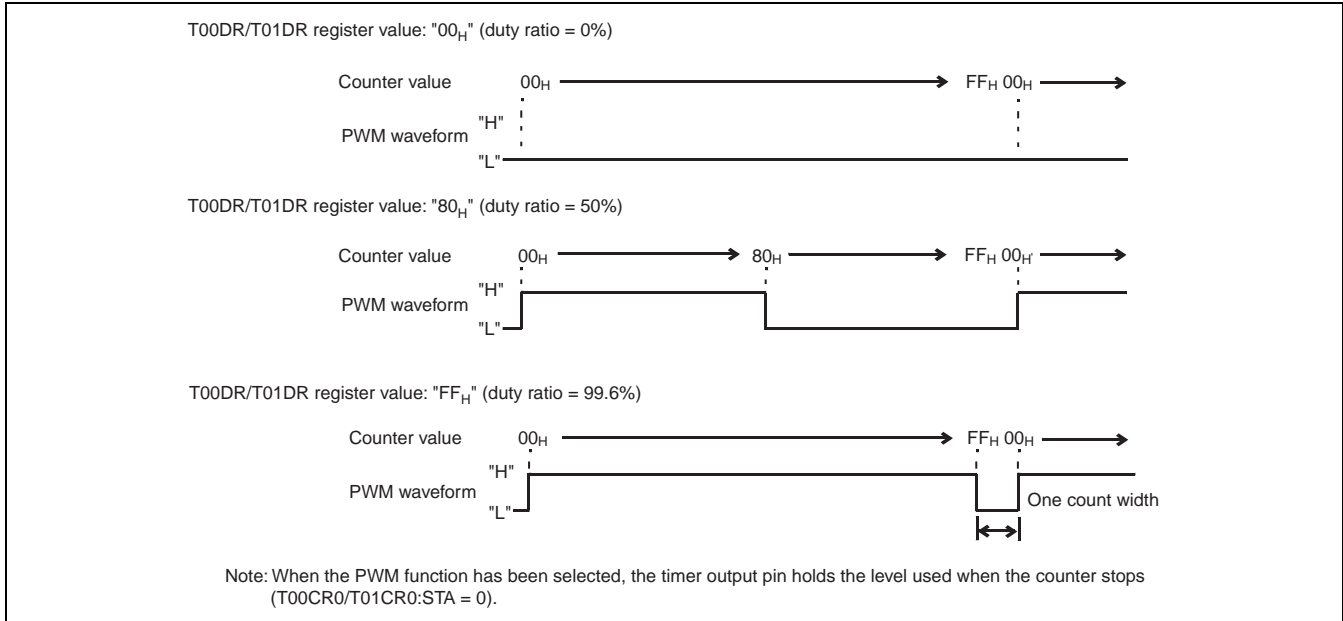 T00DR/T01DR register value: "00H" (duty ratio = 0%)
Counter value 00H FFH 00H
"H"
PWM waveform
"L"
T00DR/T01DR register value: "80H" (duty ratio = 50%)
Counter value 00H 80H FFH 00H
"H"
PWM waveform
"L"
T00DR/T01DR register value: "FFH" (duty ratio = 99.6%)
Counter value 00H FFH 00H
"H"
PWM waveform
One count width
"L"
Note: When the PWM function has been selected, the timer output pin holds the level used when the counter stops
(T00CR0/T01CR0:STA = 0).